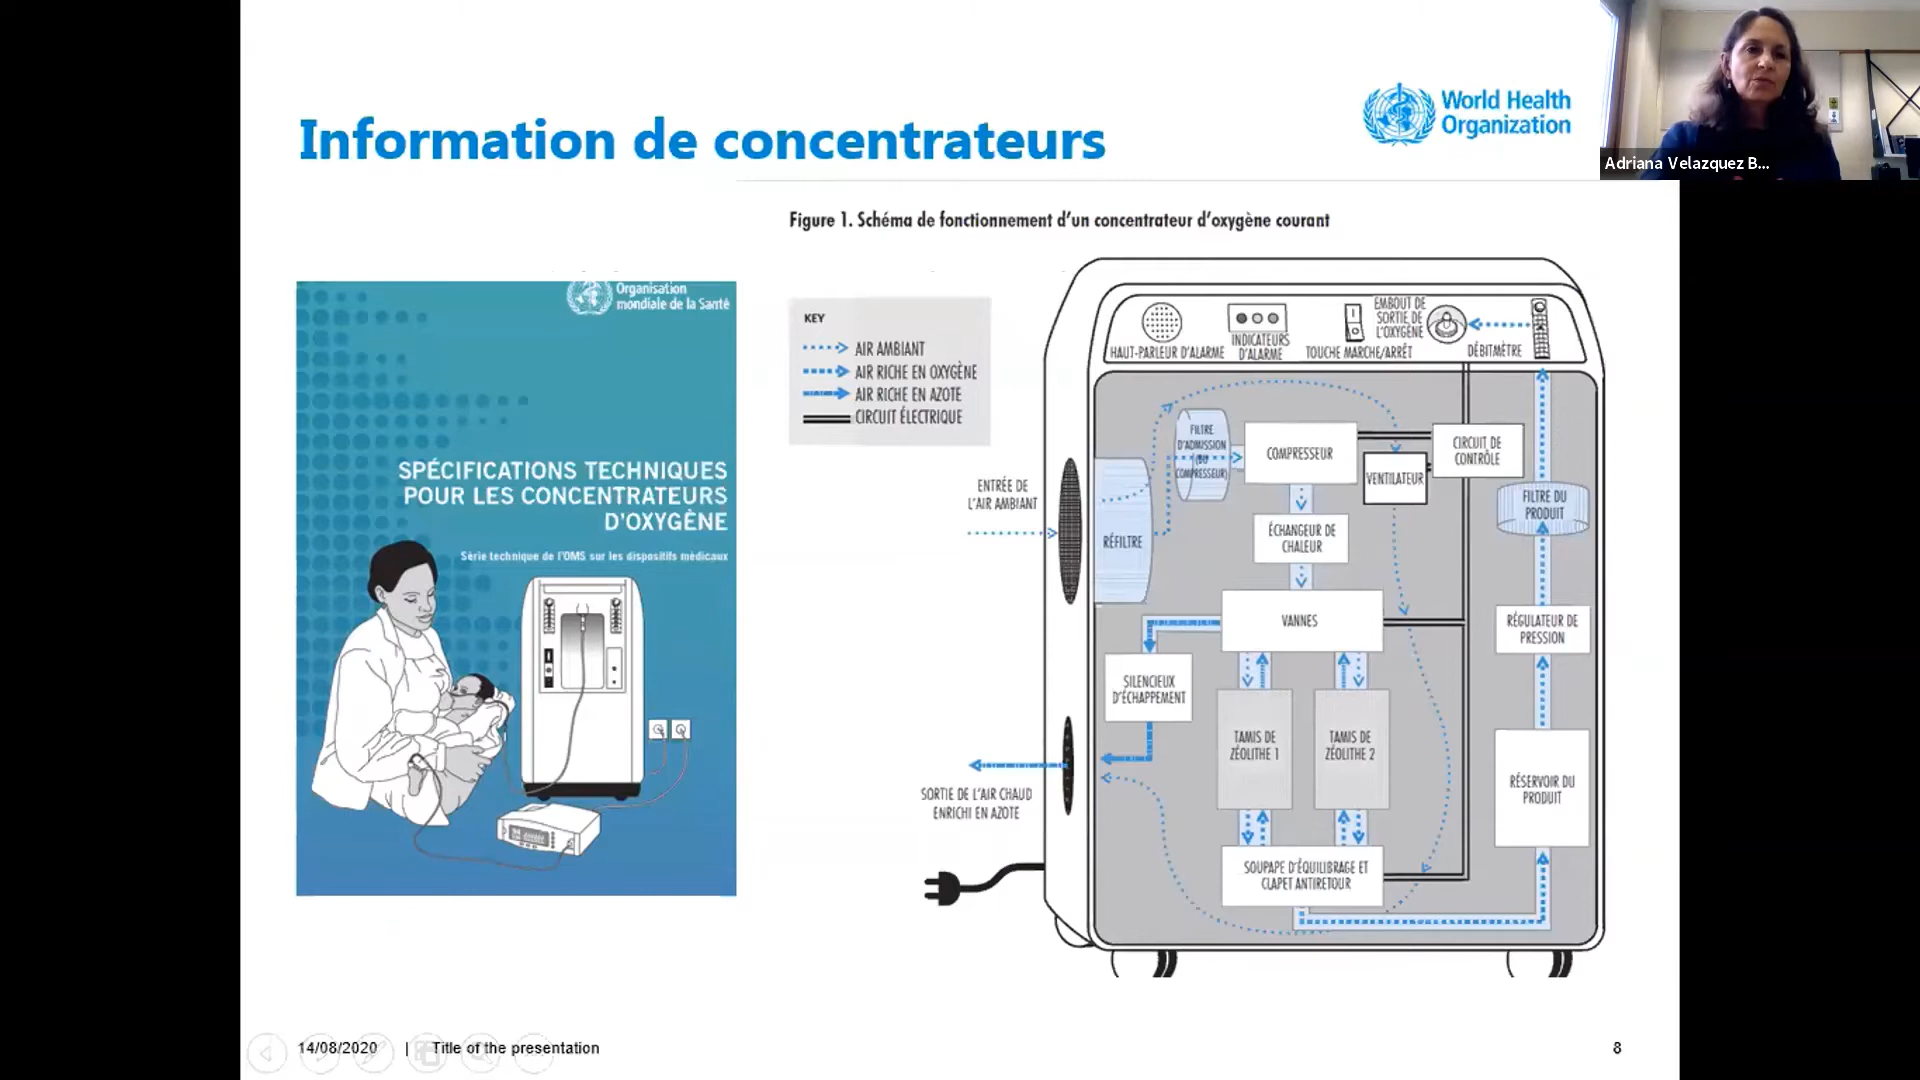 Information de concentrateurs
World Health
Organization
Adriana Velazquez B...
Figure 1. Schéma de fonctionnement d'un concentrateur d'oxygène courant
Organisation
mondiale de la Santé
SPÉCIFICATIONS TECHNIQUES
POUR LES CONCENTRATEURS
D'OXYGÈNE
Série technique de l'OMS sur les dispositifs médicaux
KEY
AIR AMBIANT
AIR RICHE EN OXYGÈNE
AIR RICHE EN AZOTE
CIRCUIT ÉLECTRIQUE
HAUT-PARLEUR D'ALARME
INDICATEURS
D'ALARME
TOUCHE MARCHE/ARRÊT
EMBOUT DE
SORTIE DE
L'OXYGÈNE
DÉBITMÈTRE
ENTRÉE DE
L'AIR AMBIANT
RÉFILTRE
FILTRE
D'ADMISSION
(DU
COMPRESSEUR)
COMPRESSEUR
VENTILATEUR
CIRCUIT DE
CONTRÔLE
FILTRE DU
PRODUIT
ÉCHANGEUR DE
CHALEUR
VANNES
RÉGULATEUR DE
PRESSION
SILENCIEUX
D'ÉCHAPPEMENT
TAMIS DE
ZÉOLITHE 1
TAMIS DE
ZÉOLITHE 2
RÉSERVOIR DU
PRODUIT
SORTIE DE L'AIR CHAUD
ENRICHI EN AZOTE
SOUPAPE D'ÉQUILIBRAGE ET
CLAPET ANTIRETOUR
14/08/2020 | Title of the presentation
8